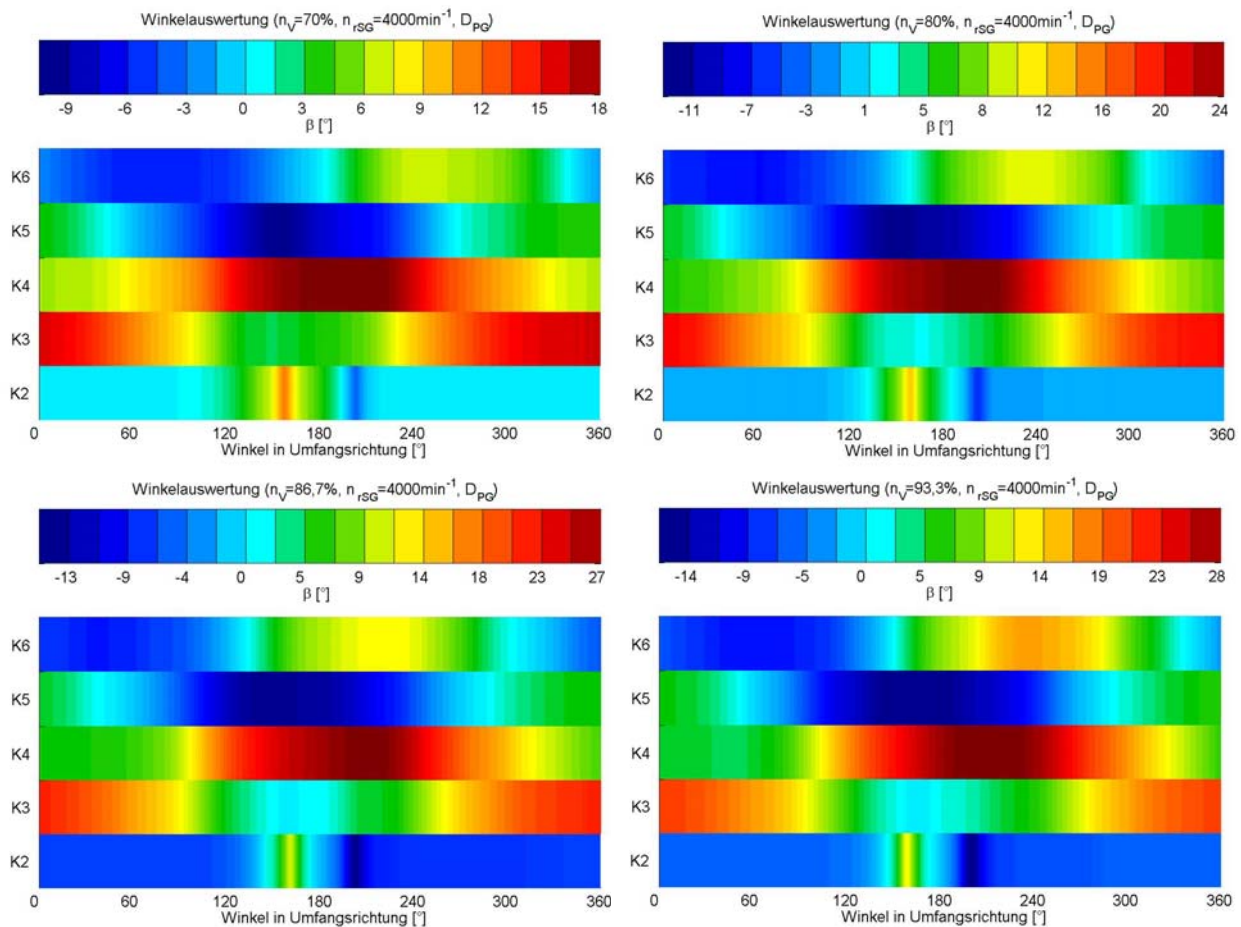 Winkelauswertung (n_V=70%, n_rSG=4000min⁻¹, D_PG)
-9 -6 -3 0 3 6 9 12 15 18
β [°]
K6
K5
K4
K3
K2
0 60 120 180 240 300 360
Winkel in Umfangsrichtung [°]
Winkelauswertung (n_V=80%, n_rSG=4000min⁻¹, D_PG)
-11 -7 -3 1 5 8 12 16 20 24
β [°]
K6
K5
K4
K3
K2
0 60 120 180 240 300 360
Winkel in Umfangsrichtung [°]
Winkelauswertung (n_V=86,7%, n_rSG=4000min⁻¹, D_PG)
-13 -9 -4 0 5 9 14 18 23 27
β [°]
K6
K5
K4
K3
K2
0 60 120 180 240 300 360
Winkel in Umfangsrichtung [°]
Winkelauswertung (n_V=93,3%, n_rSG=4000min⁻¹, D_PG)
-14 -9 -5 0 5 9 14 19 23 28
β [°]
K6
K5
K4
K3
K2
0 60 120 180 240 300 360
Winkel in Umfangsrichtung [°]